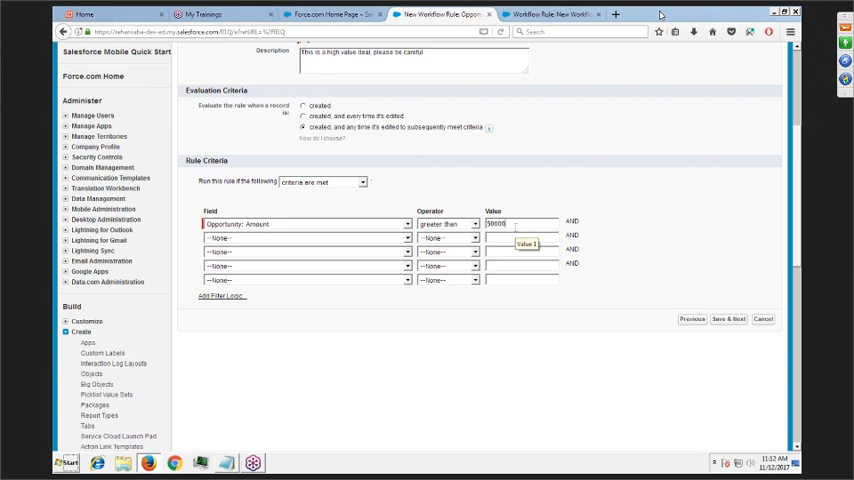 Home
My Trainings
Force.com Home Page ~ Sale
New Workflow Rule: Opport
Workflow Rule: New Workflo
Search
Salesforce Mobile Quick Start
Force.com Home
Administer
Manage Users
Manage Apps
Manage Territories
Company Profile
Security Controls
Domain Management
Communication Templates
Translation Workbench
Data Management
Mobile Administration
Desktop Administration
Lightning for Outlook
Lightning for Gmail
Lightning Sync
Email Administration
Google Apps
Data.com Administration
Build
Customize
Create
Apps
Custom Labels
Interaction Log Layouts
Objects
Big Objects
Picklist Value Sets
Packages
Report Types
Tabs
Service Cloud Launch Pad
Action Link Templates
Description
This is a high value deal, please be careful
Evaluation Criteria
Evaluate the rule when a record is:
created
created, and every time it's edited
created, and any time it's edited to subsequently meet criteria
How do I choose?
Rule Criteria
Run this rule if the following
criteria are met
:
Field Operator Value
Opportunity: Amount greater than 50000 AND
--None-- --None-- AND
Value 1
--None-- --None-- AND
--None-- --None-- AND
--None-- --None--
Add Filter Logic...
Previous Save & Next Cancel
Start
11:12 AM
11/12/2017